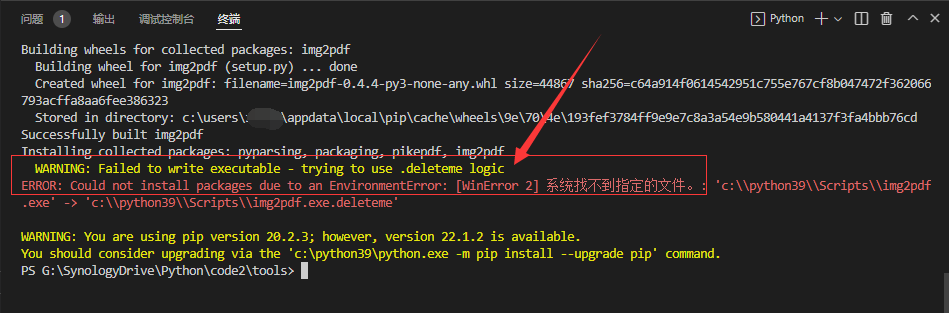 问题 1 输出 调试控制台 终端 Python
Building wheels for collected packages: img2pdf
Building wheel for img2pdf (setup.py) ... done
Created wheel for img2pdf: filename=img2pdf-0.4.4-py3-none-any.whl size=44867 sha256=c64a914f0614542951c755e767cf8b047472f362066
793acffa8aa6fee386323
Stored in directory: c:\users\ \appdata\local\pip\cache\wheels\9e\70\4e\193fef3784ff9e9e7c8a3a54e9b580441a4137f3fa4bbb76cd
Successfully built img2pdf
Installing collected packages: pyparsing, packaging, pikepdf, img2pdf
WARNING: Failed to write executable - trying to use .deleteme logic
ERROR: Could not install packages due to an EnvironmentError: [WinError 2] 系统找不到指定的文件。: 'c:\\python39\\Scripts\\img2pdf
.exe' -> 'c:\\python39\\Scripts\\img2pdf.exe.deleteme'
WARNING: You are using pip version 20.2.3; however, version 22.1.2 is available.
You should consider upgrading via the 'c:\python39\python.exe -m pip install --upgrade pip' command.
PS G:\SynologyDrive\Python\code2\tools>